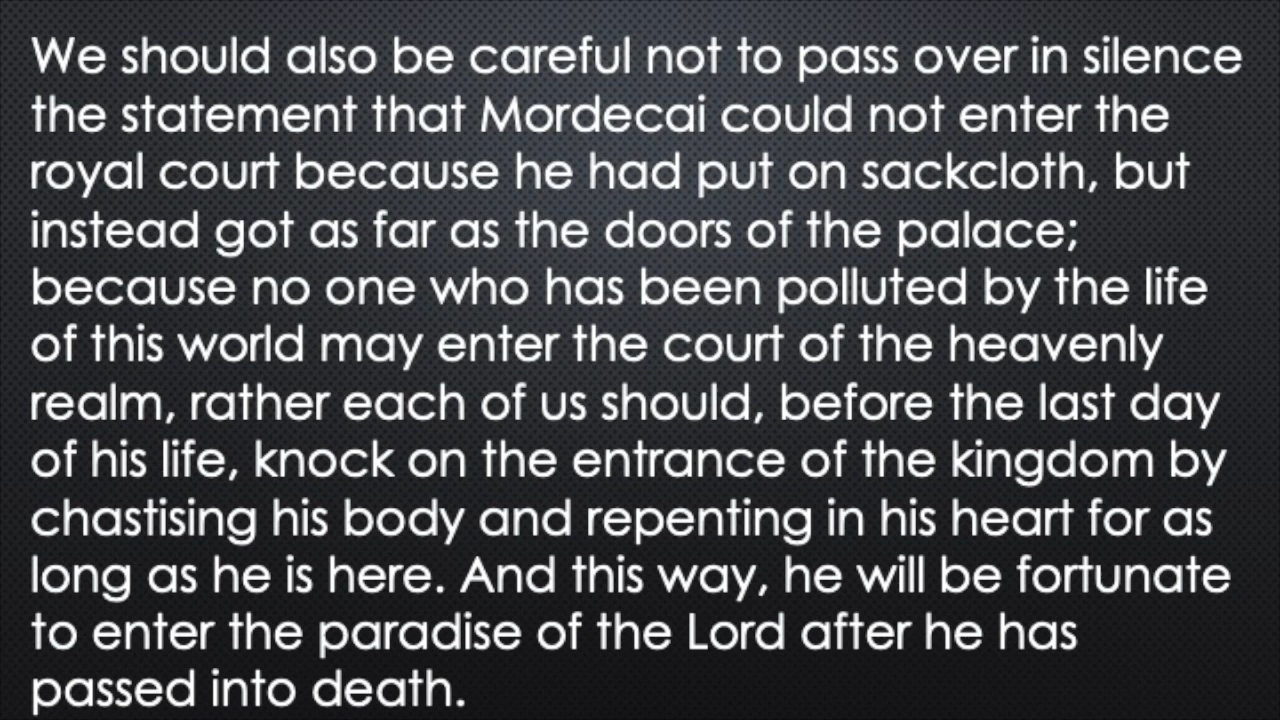 We should also be careful not to pass over in silence
the statement that Mordecai could not enter the
royal court because he had put on sackcloth, but
instead got as far as the doors of the palace;
because no one who has been polluted by the life
of this world may enter the court of the heavenly
realm, rather each of us should, before the last day
of his life, knock on the entrance of the kingdom by
chastising his body and repenting in his heart for as
long as he is here. And this way, he will be fortunate
to enter the paradise of the Lord after he has
passed into death.